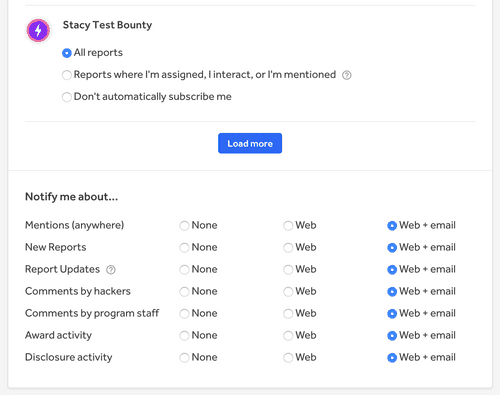 Stacy Test Bounty
All reports
Reports where I'm assigned, I interact, or I'm mentioned ?
Don't automatically subscribe me
Load more
Notify me about...
Mentions (anywhere) None Web Web + email
New Reports None Web Web + email
Report Updates ? None Web Web + email
Comments by hackers None Web Web + email
Comments by program staff None Web Web + email
Award activity None Web Web + email
Disclosure activity None Web Web + email